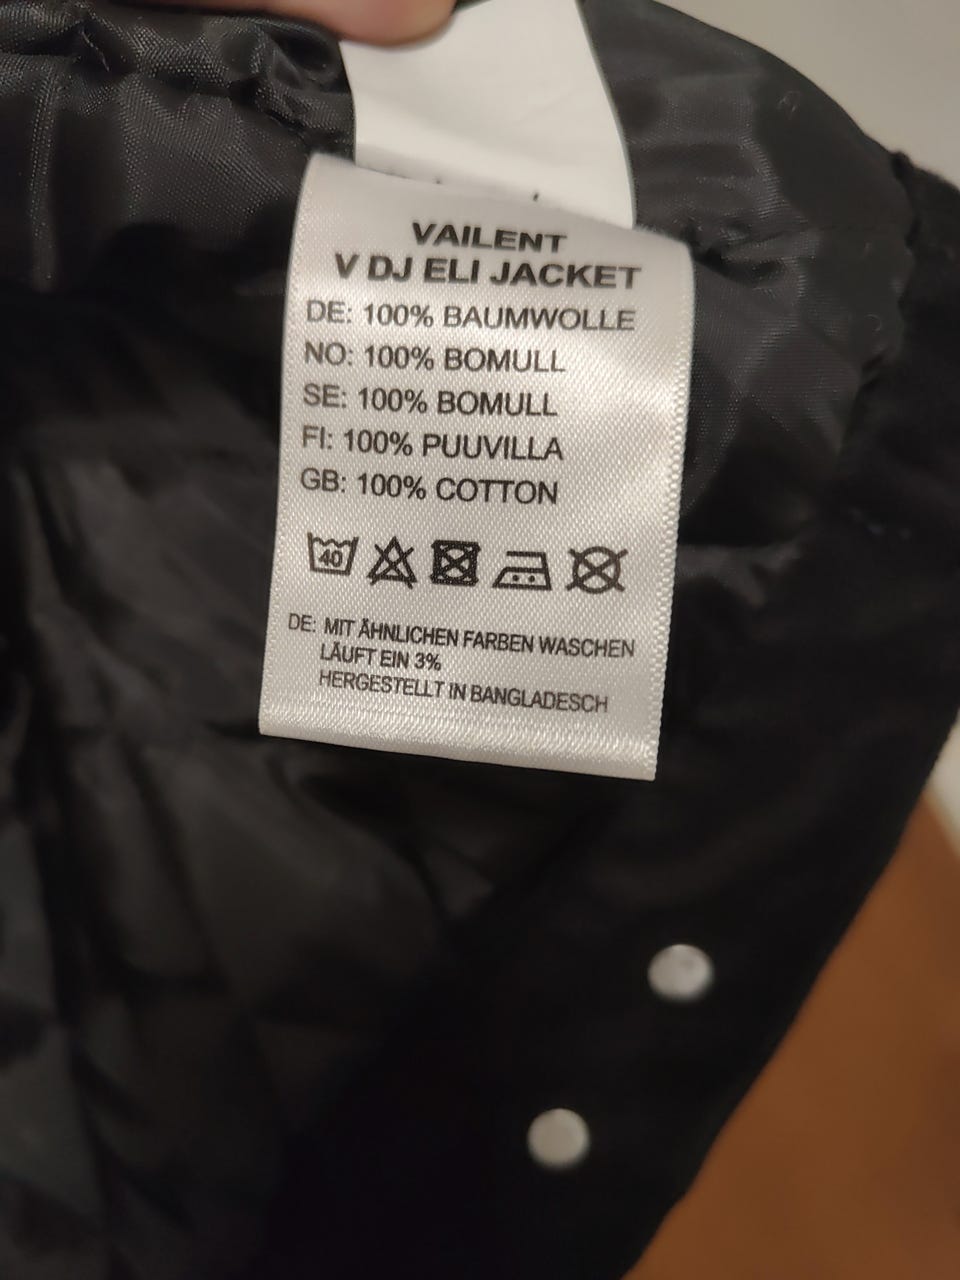 VAILENT
V DJ ELI JACKET
DE: 100% BAUMWOLLE
NO: 100% BOMULL
SE: 100% BOMULL
FI: 100% PUUVILLA
GB: 100% COTTON
40
DE: MIT ÄHNLICHEN FARBEN WASCHEN
LÄUFT EIN 3%
HERGESTELLT IN BANGLADESCH